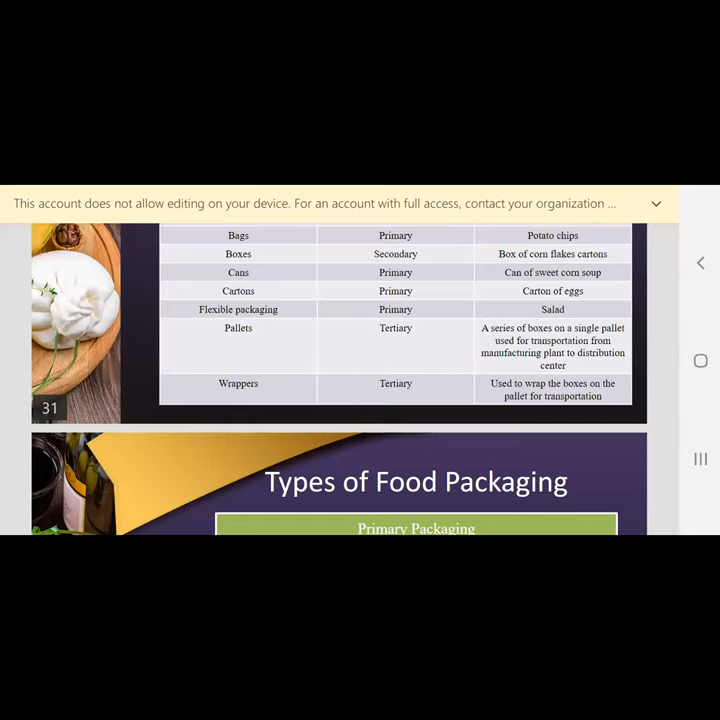 This account does not allow editing on your device. For an account with full access, contact your organization ...
Bags Primary Potato chips
Boxes Secondary Box of corn flakes cartons
Cans Primary Can of sweet corn soup
Cartons Primary Carton of eggs
Flexible packaging Primary Salad
Pallets Tertiary A series of boxes on a single pallet
used for transportation from
manufacturing plant to distribution
center
Wrappers Tertiary Used to wrap the boxes on the
pallet for transportation
31
Types of Food Packaging
Primary Packaging